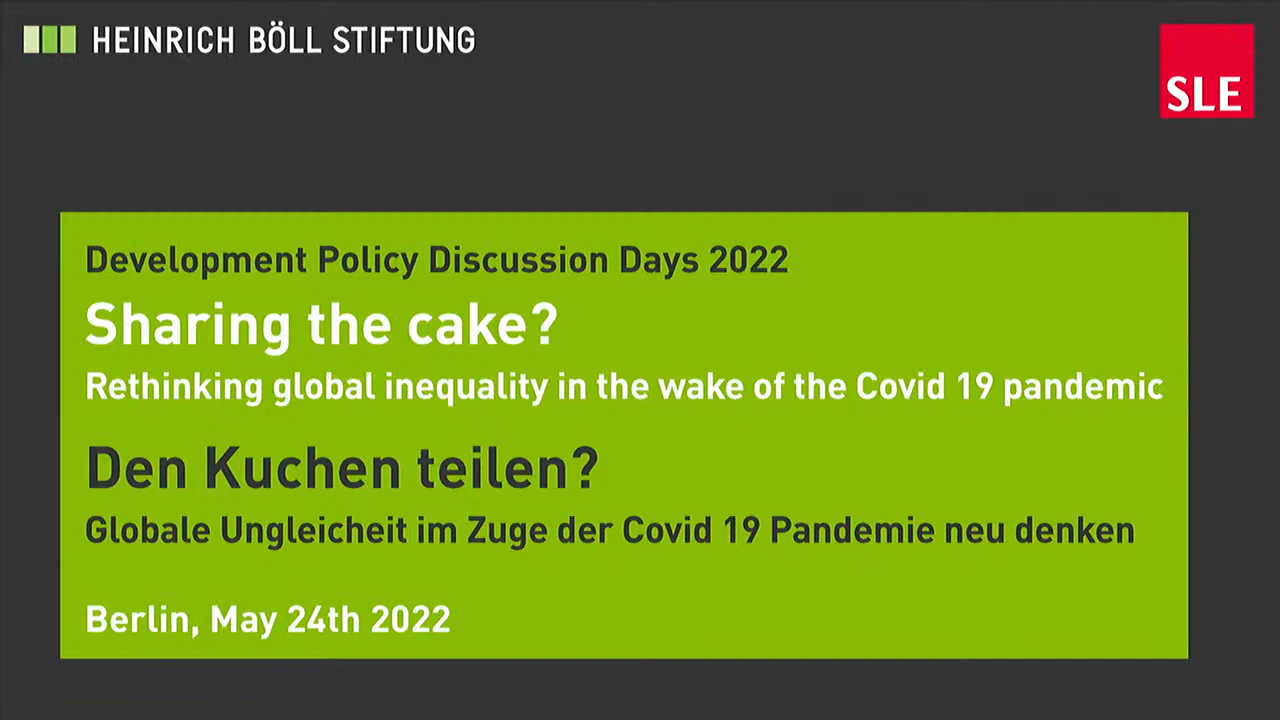 HEINRICH BÖLL STIFTUNG
SLE
Development Policy Discussion Days 2022
Sharing the cake?
Rethinking global inequality in the wake of the Covid 19 pandemic
Den Kuchen teilen?
Globale Ungleicheit im Zuge der Covid 19 Pandemie neu denken
Berlin, May 24th 2022